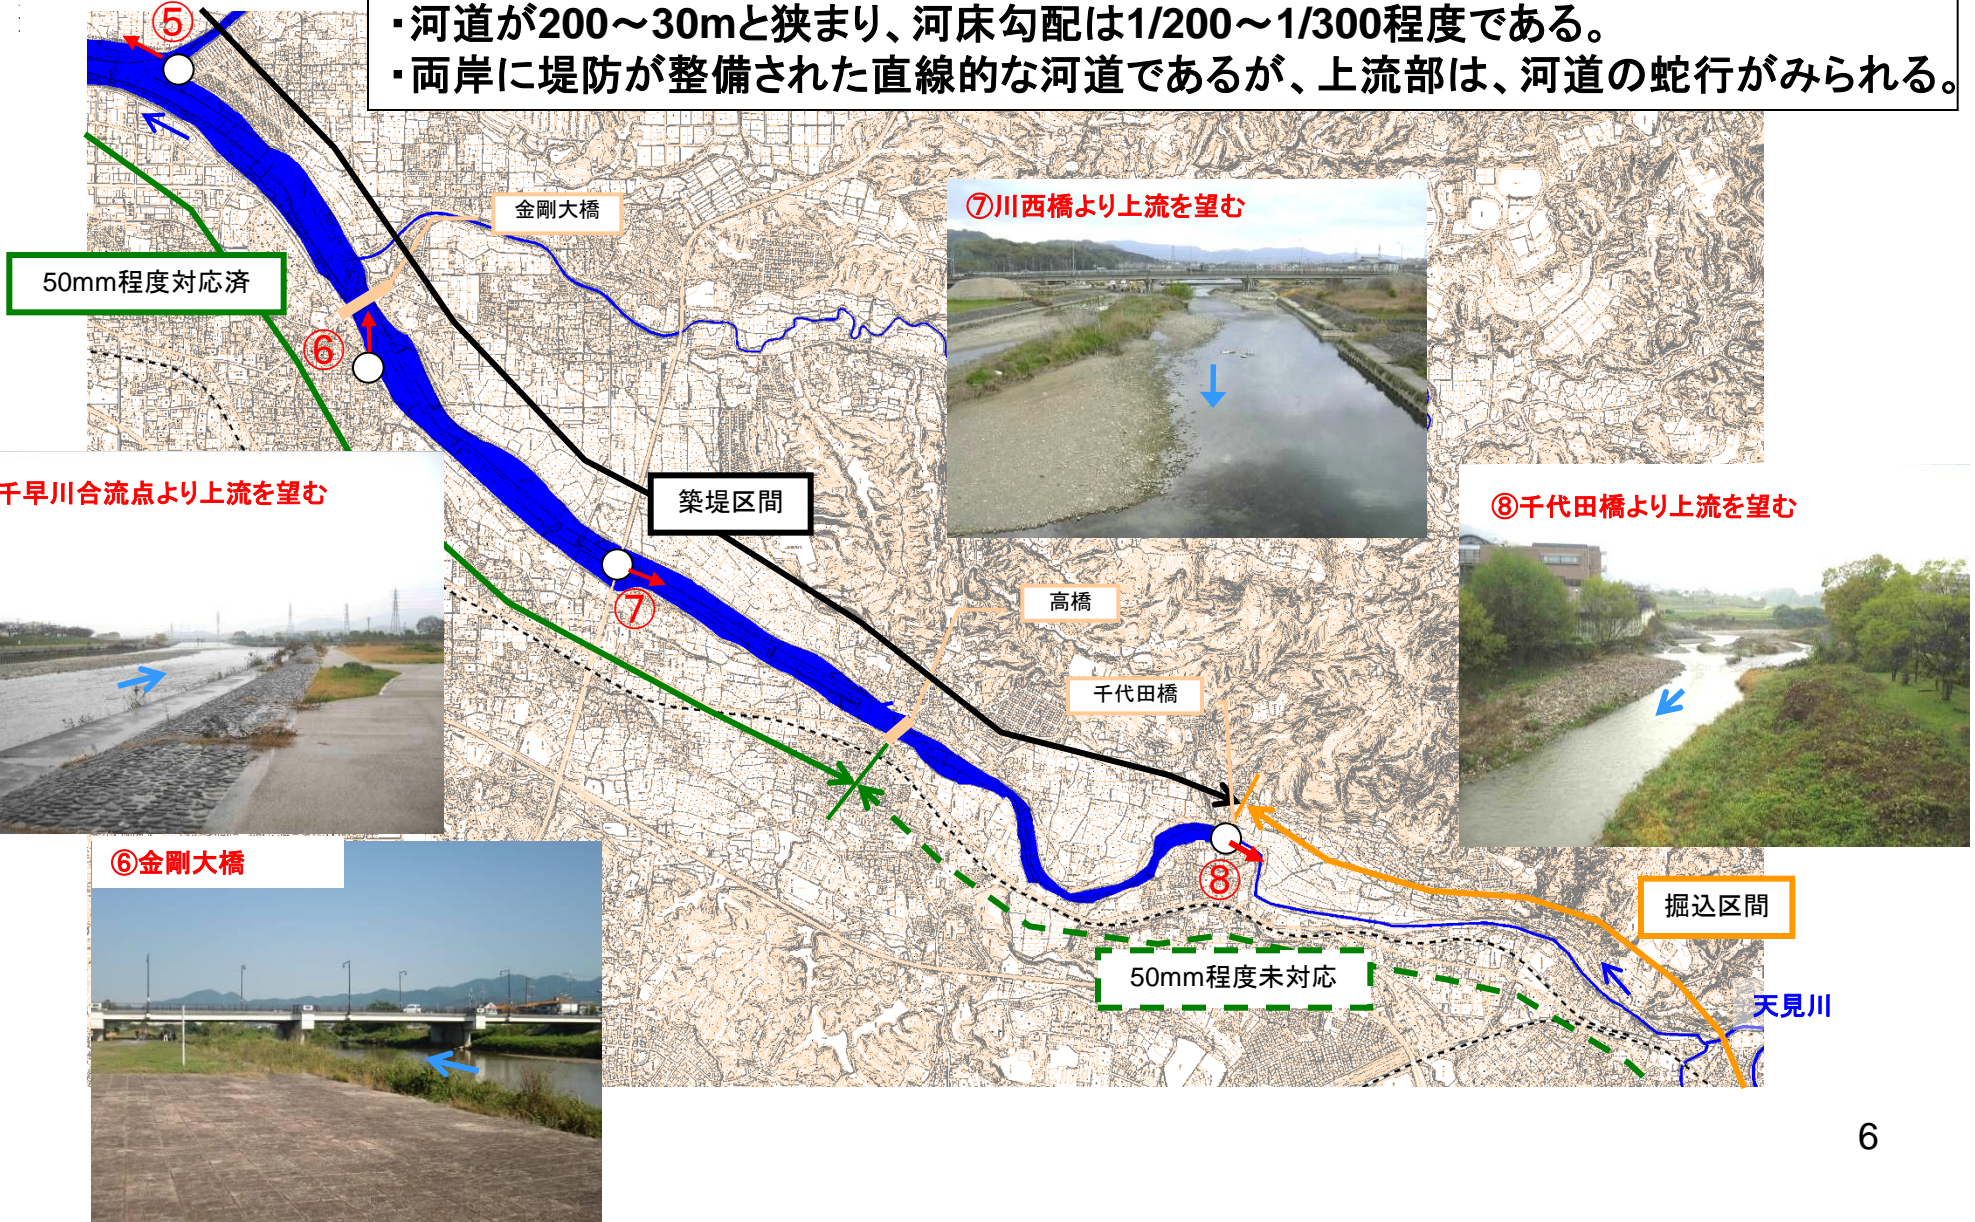 ・河道が200～30mと狭まり、河床勾配は1/200～1/300程度である。
・両岸に堤防が整備された直線的な河道であるが、上流部は、河道の蛇行がみられる。
⑤
金剛大橋
⑦川西橋より上流を望む
50mm程度対応済
⑥
千早川合流点より上流を望む
築堤区間
⑧千代田橋より上流を望む
⑦
高橋
千代田橋
⑥金剛大橋
⑧
掘込区間
50mm程度未対応
天見川
6